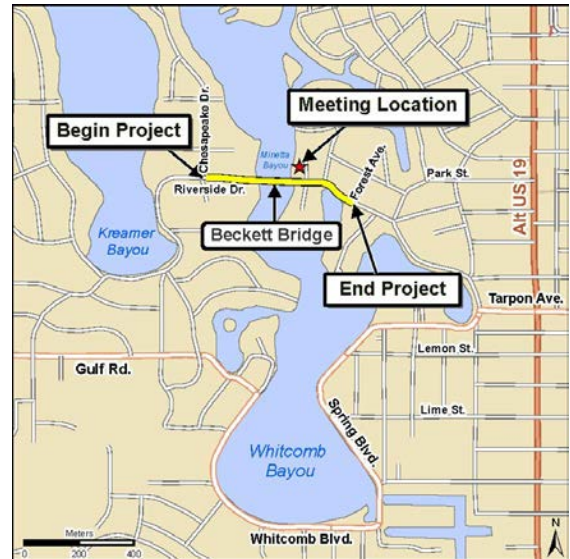 Meeting Location
Begin Project
Chesapeake Dr.
Minetta
Bayou
Forest Ave.
Park St.
Alt US 19
Riverside Dr.
Kreamer
Bayou
Beckett Bridge
End Project
Tarpon Ave.
Lemon St.
Gulf Rd.
Spring Blvd.
Lime St.
Whitcomb
Bayou
Meters
0 200 400
Whitcomb Blvd.
N